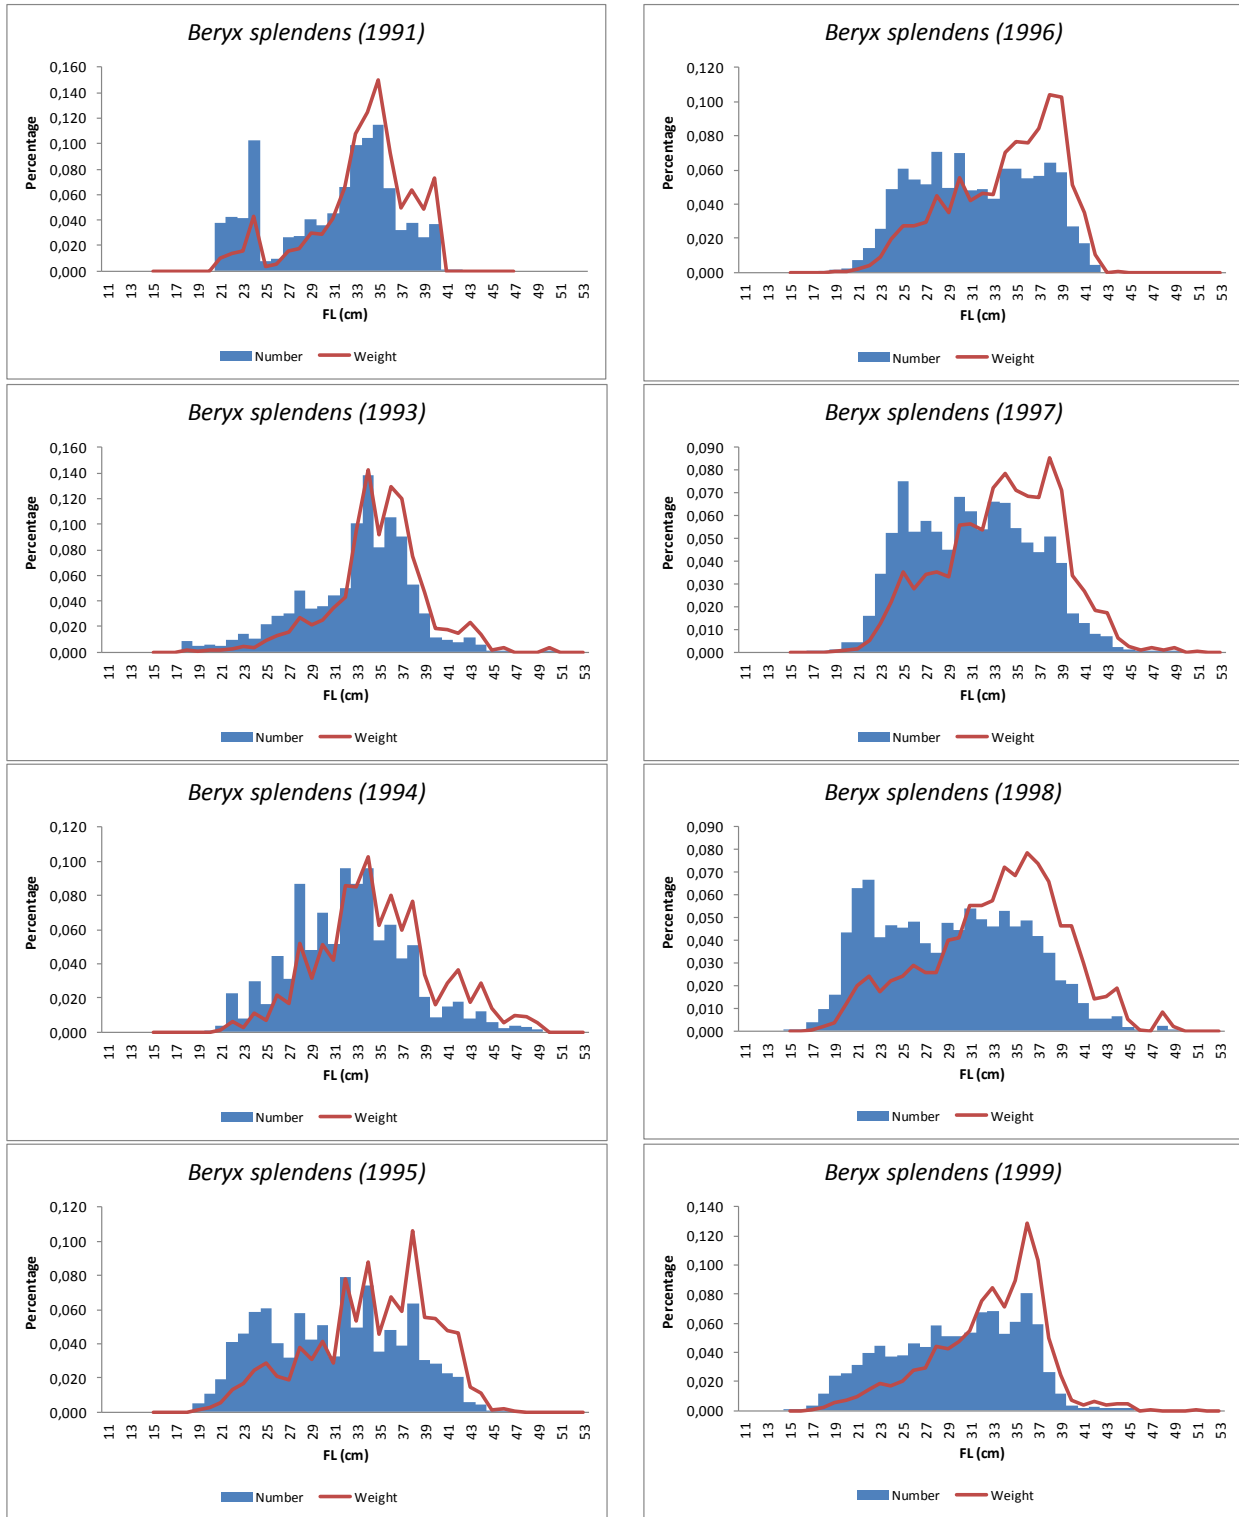 Beryx splendens (1991)
0,160
0,140
0,120
0,100
0,080
0,060
0,040
0,020
0,000
Percentage
11 13 15 17 19 21 23 25 27 29 31 33 35 37 39 41 43 45 47 49 51 53
FL (cm)
Number Weight
Beryx splendens (1996)
0,120
0,100
0,080
0,060
0,040
0,020
0,000
Percentage
11 13 15 17 19 21 23 25 27 29 31 33 35 37 39 41 43 45 47 49 51 53
FL (cm)
Number Weight
Beryx splendens (1993)
0,160
0,140
0,120
0,100
0,080
0,060
0,040
0,020
0,000
Percentage
11 13 15 17 19 21 23 25 27 29 31 33 35 37 39 41 43 45 47 49 51 53
FL (cm)
Number Weight
Beryx splendens (1997)
0,090
0,080
0,070
0,060
0,050
0,040
0,030
0,020
0,010
0,000
Percentage
11 13 15 17 19 21 23 25 27 29 31 33 35 37 39 41 43 45 47 49 51 53
FL (cm)
Number Weight
Beryx splendens (1994)
0,120
0,100
0,080
0,060
0,040
0,020
0,000
Percentage
11 13 15 17 19 21 23 25 27 29 31 33 35 37 39 41 43 45 47 49 51 53
FL (cm)
Number Weight
Beryx splendens (1998)
0,090
0,080
0,070
0,060
0,050
0,040
0,030
0,020
0,010
0,000
Percentage
11 13 15 17 19 21 23 25 27 29 31 33 35 37 39 41 43 45 47 49 51 53
FL (cm)
Number Weight
Beryx splendens (1995)
0,120
0,100
0,080
0,060
0,040
0,020
0,000
Percentage
11 13 15 17 19 21 23 25 27 29 31 33 35 37 39 41 43 45 47 49 51 53
FL (cm)
Number Weight
Beryx splendens (1999)
0,140
0,120
0,100
0,080
0,060
0,040
0,020
0,000
Percentage
11 13 15 17 19 21 23 25 27 29 31 33 35 37 39 41 43 45 47 49 51 53
FL (cm)
Number Weight